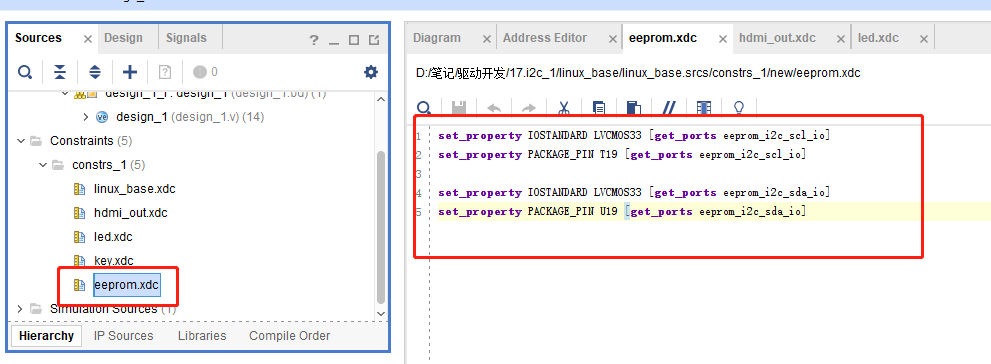 Sources
Design
Signals
0
design_1_i : design_1 (design_1.bd) (1)
design_1 (design_1.v) (14)
Constraints (5)
constrs_1 (5)
linux_base.xdc
hdmi_out.xdc
led.xdc
key.xdc
eeprom.xdc
Simulation Sources (1)
Hierarchy
IP Sources
Libraries
Compile Order
Diagram
Address Editor
eeprom.xdc
hdmi_out.xdc
led.xdc
D:/笔记/驱动开发/17.i2c_1/linux_base/linux_base.srcs/constrs_1/new/eeprom.xdc
1 set_property IOSTANDARD LVCMOS33 [get_ports eeprom_i2c_scl_io]
2 set_property PACKAGE_PIN T19 [get_ports eeprom_i2c_scl_io]
3
4 set_property IOSTANDARD LVCMOS33 [get_ports eeprom_i2c_sda_io]
5 set_property PACKAGE_PIN U19 [get_ports eeprom_i2c_sda_io]